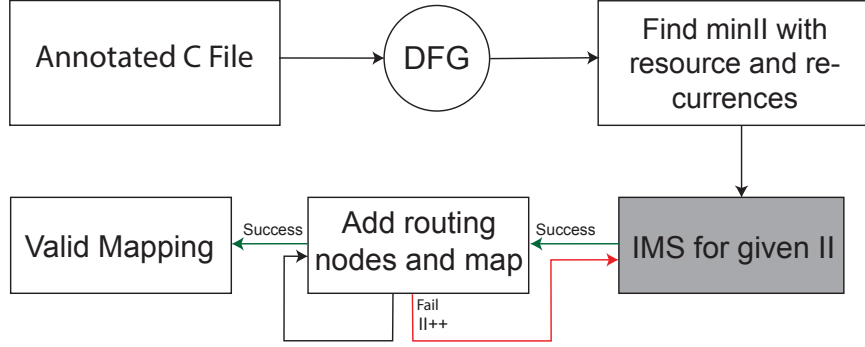 Annotated C File
DFG
Find minII with
resource and re-
currences
Valid Mapping
Success
Add routing
nodes and map
Success
IMS for given II
Fail
II++